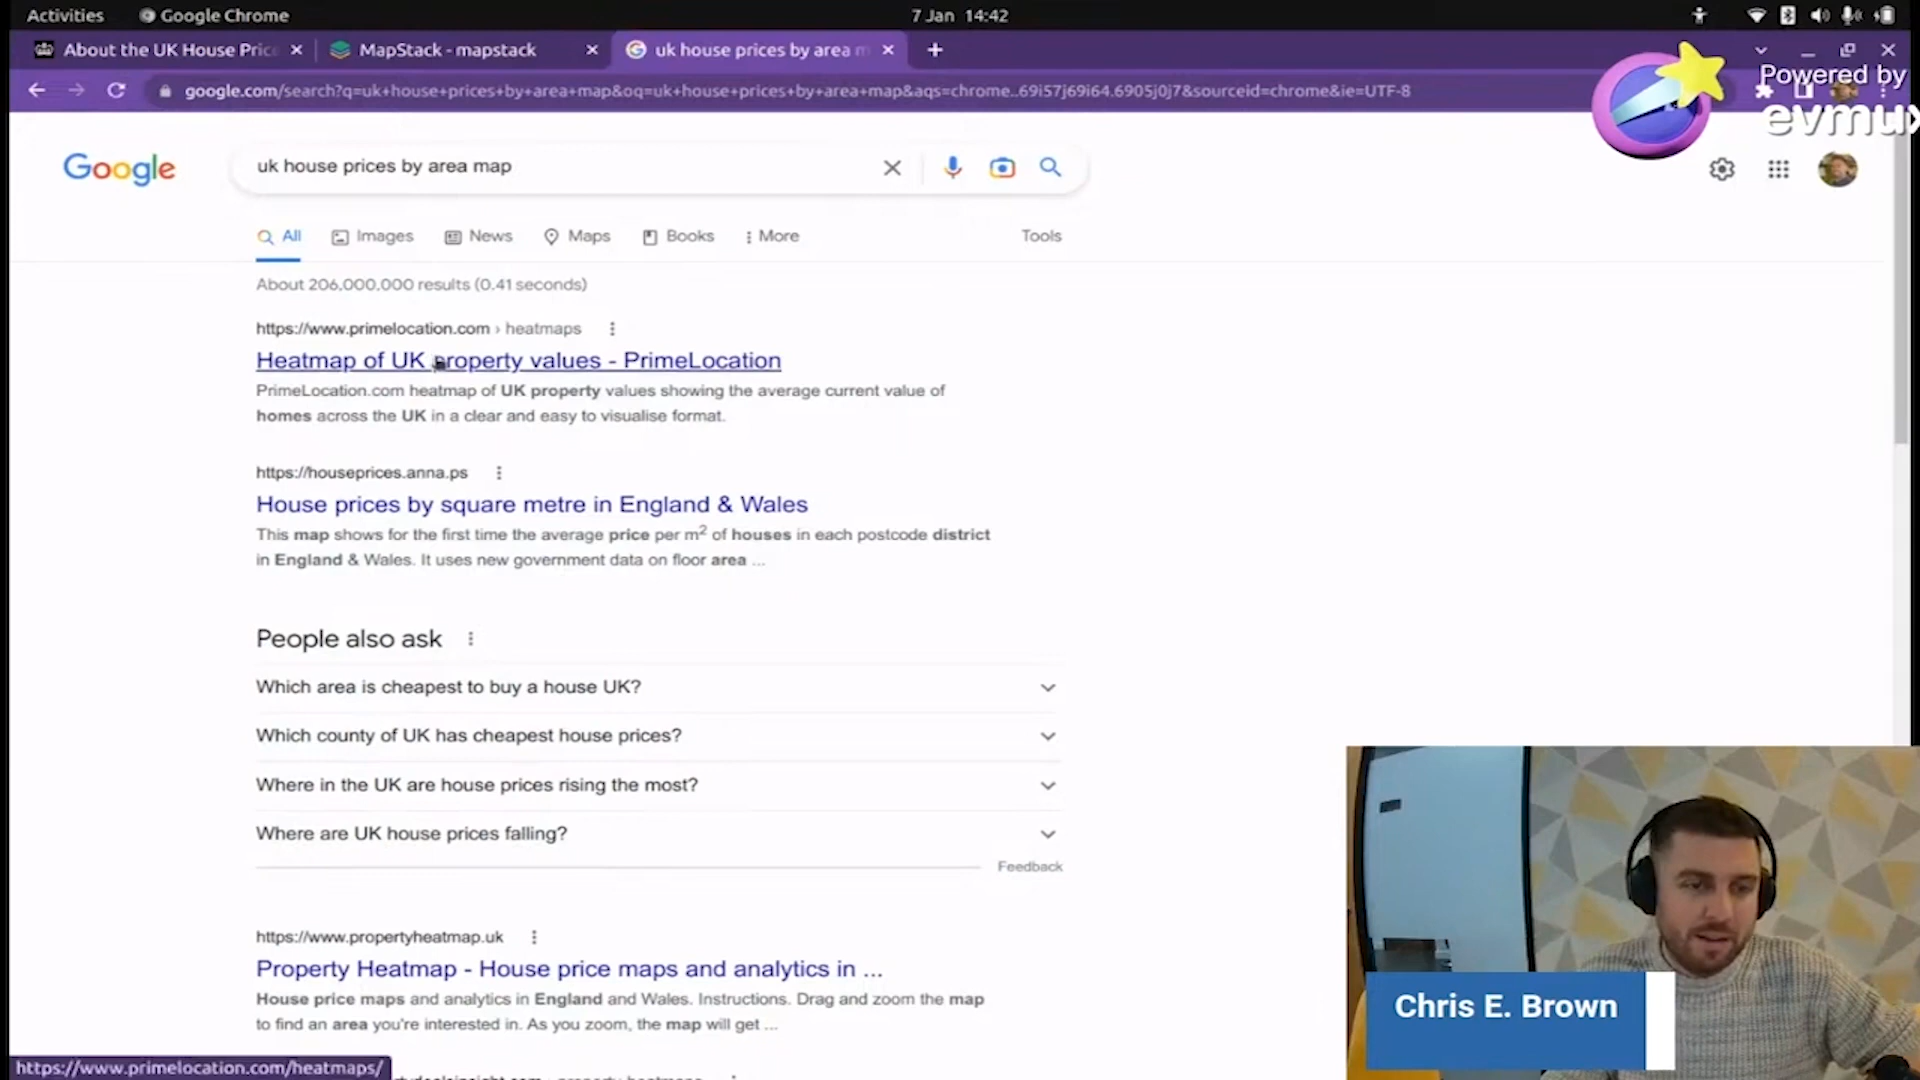 Activities
Google Chrome
7 Jan 14:42
About the UK House Pric
MapStack - mapstack
uk house prices by area m
Powered by
evmux
google.com/search?q=uk+house+prices+by+area+map&oq=uk+house+prices+by+area+map&aqs=chrome..69i57j69i64.6905j0j7&sourceid=chrome&ie=UTF-8
Google
uk house prices by area map
All
Images
News
Maps
Books
More
Tools
About 206,000,000 results (0.41 seconds)
https://www.primelocation.com › heatmaps
Heatmap of UK property values - PrimeLocation
PrimeLocation.com heatmap of UK property values showing the average current value of
homes across the UK in a clear and easy to visualise format.
https://houseprices.anna.ps
House prices by square metre in England & Wales
This map shows for the first time the average price per m2 of houses in each postcode district
in England & Wales. It uses new government data on floor area ...
People also ask
Which area is cheapest to buy a house UK?
Which county of UK has cheapest house prices?
Where in the UK are house prices rising the most?
Where are UK house prices falling?
Feedback
https://www.propertyheatmap.uk
Property Heatmap - House price maps and analytics in ...
House price maps and analytics in England and Wales. Instructions. Drag and zoom the map
to find an area you're interested in. As you zoom, the map will get ...
Chris E. Brown
https://www.primelocation.com/heatmaps/